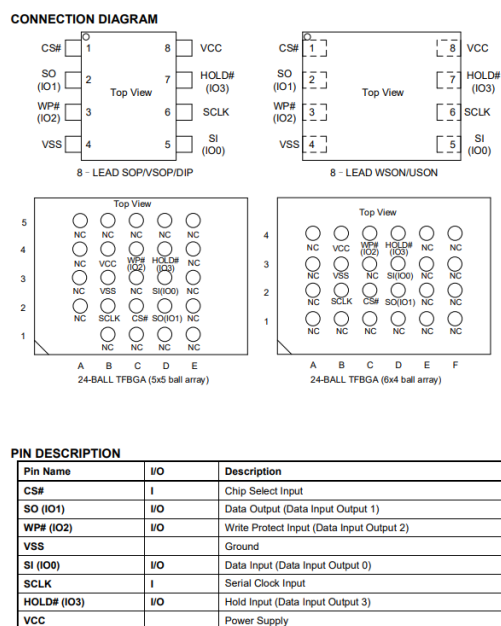 CONNECTION DIAGRAM
CS# 1 8 VCC
SO (IO1) 2 Top View 7 HOLD# (IO3)
WP# (IO2) 3 6 SCLK
VSS 4 5 SI (IO0)
8 - LEAD SOP/VSOP/DIP
CS# 1 8 VCC
SO (IO1) 2 Top View 7 HOLD# (IO3)
WP# (IO2) 3 6 SCLK
VSS 4 5 SI (IO0)
8 - LEAD WSON/USON
Top View
5
NC NC NC NC NC
4
NC VCC WP# (IO2) HOLD# (IO3) NC
3
NC VSS NC SI(IO0) NC
2
NC SCLK CS# SO(IO1) NC
1
NC NC NC NC
A B C D E
24-BALL TFBGA (5x5 ball array)
Top View
4
NC VCC WP# (IO2) HOLD# (IO3) NC NC
3
NC VSS NC SI(IO0) NC NC
2
NC SCLK CS# SO(IO1) NC NC
1
NC NC NC NC NC NC
A B C D E F
24-BALL TFBGA (6x4 ball array)
PIN DESCRIPTION
Pin Name I/O Description
CS# I Chip Select Input
SO (IO1) I/O Data Output (Data Input Output 1)
WP# (IO2) I/O Write Protect Input (Data Input Output 2)
VSS Ground
SI (IO0) I/O Data Input (Data Input Output 0)
SCLK I Serial Clock Input
HOLD# (IO3) I/O Hold Input (Data Input Output 3)
VCC Power Supply